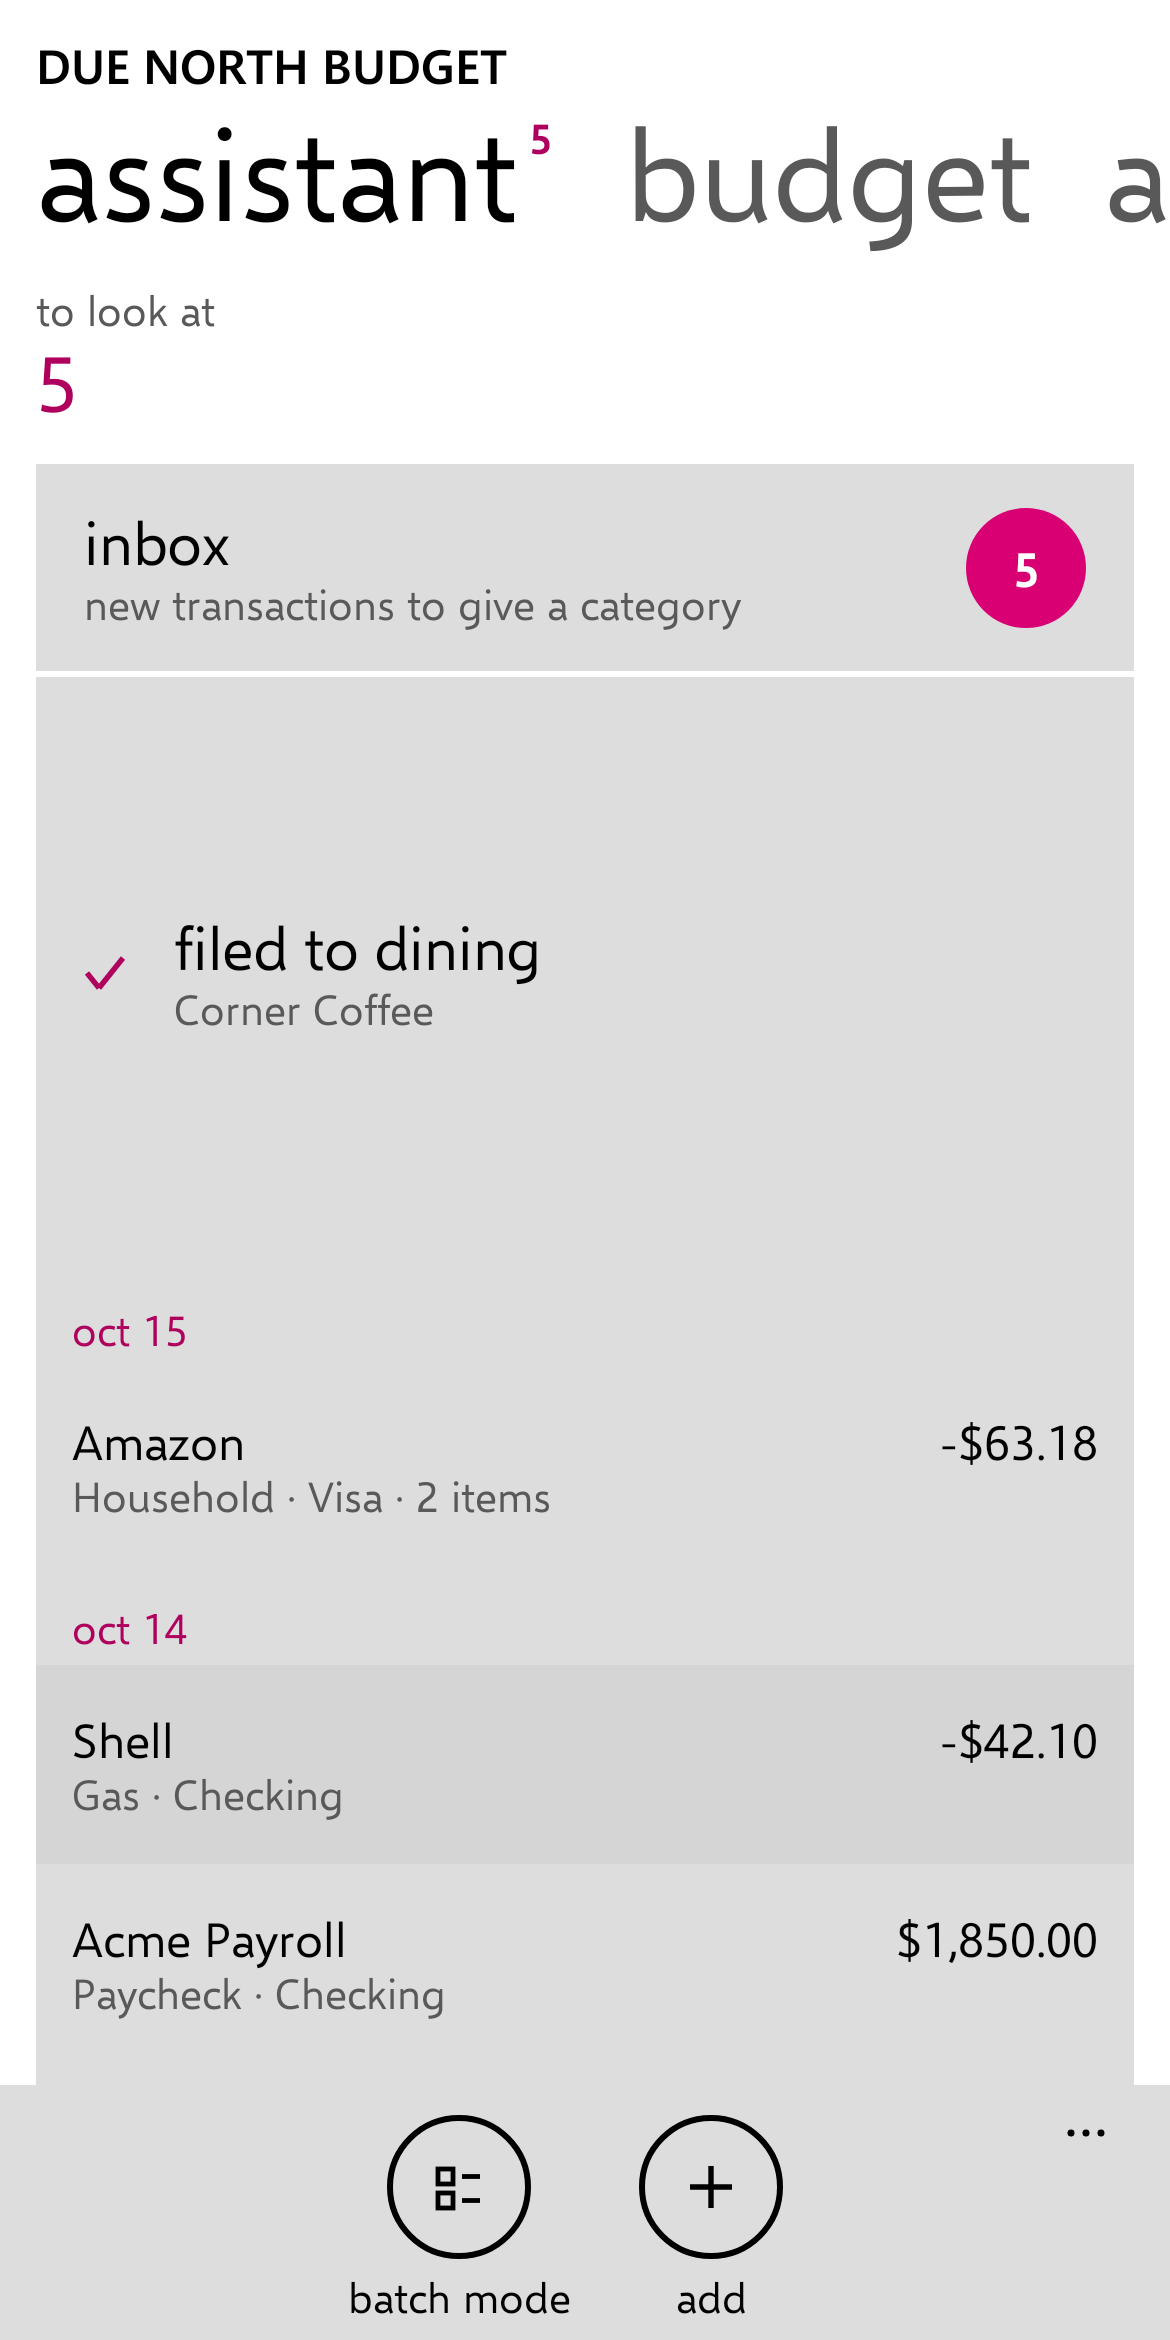 DUE NORTH BUDGET
assistant 5 budget a
to look at
5
inbox
new transactions to give a category
5
filed to dining
Corner Coffee
oct 15
Amazon -$63.18
Household · Visa · 2 items
oct 14
Shell -$42.10
Gas · Checking
Acme Payroll $1,850.00
Paycheck · Checking
...
batch mode add